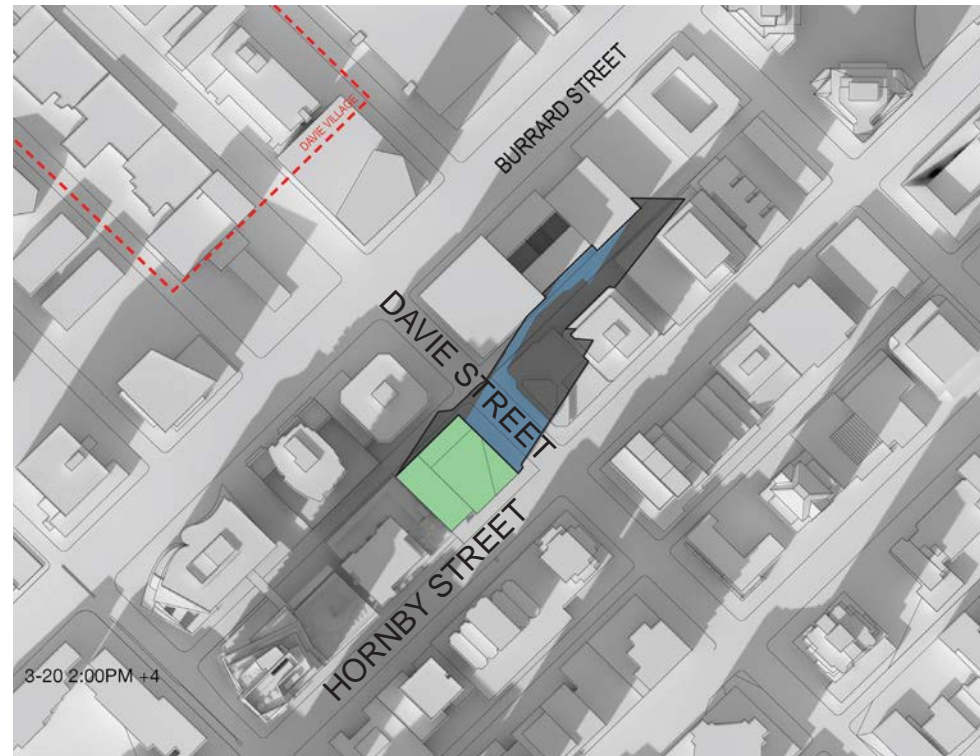 BURRARD STREET
DAVIE VILLAGE
DAVIE STREET
HORNBY STREET
3-20 2:00PM +4